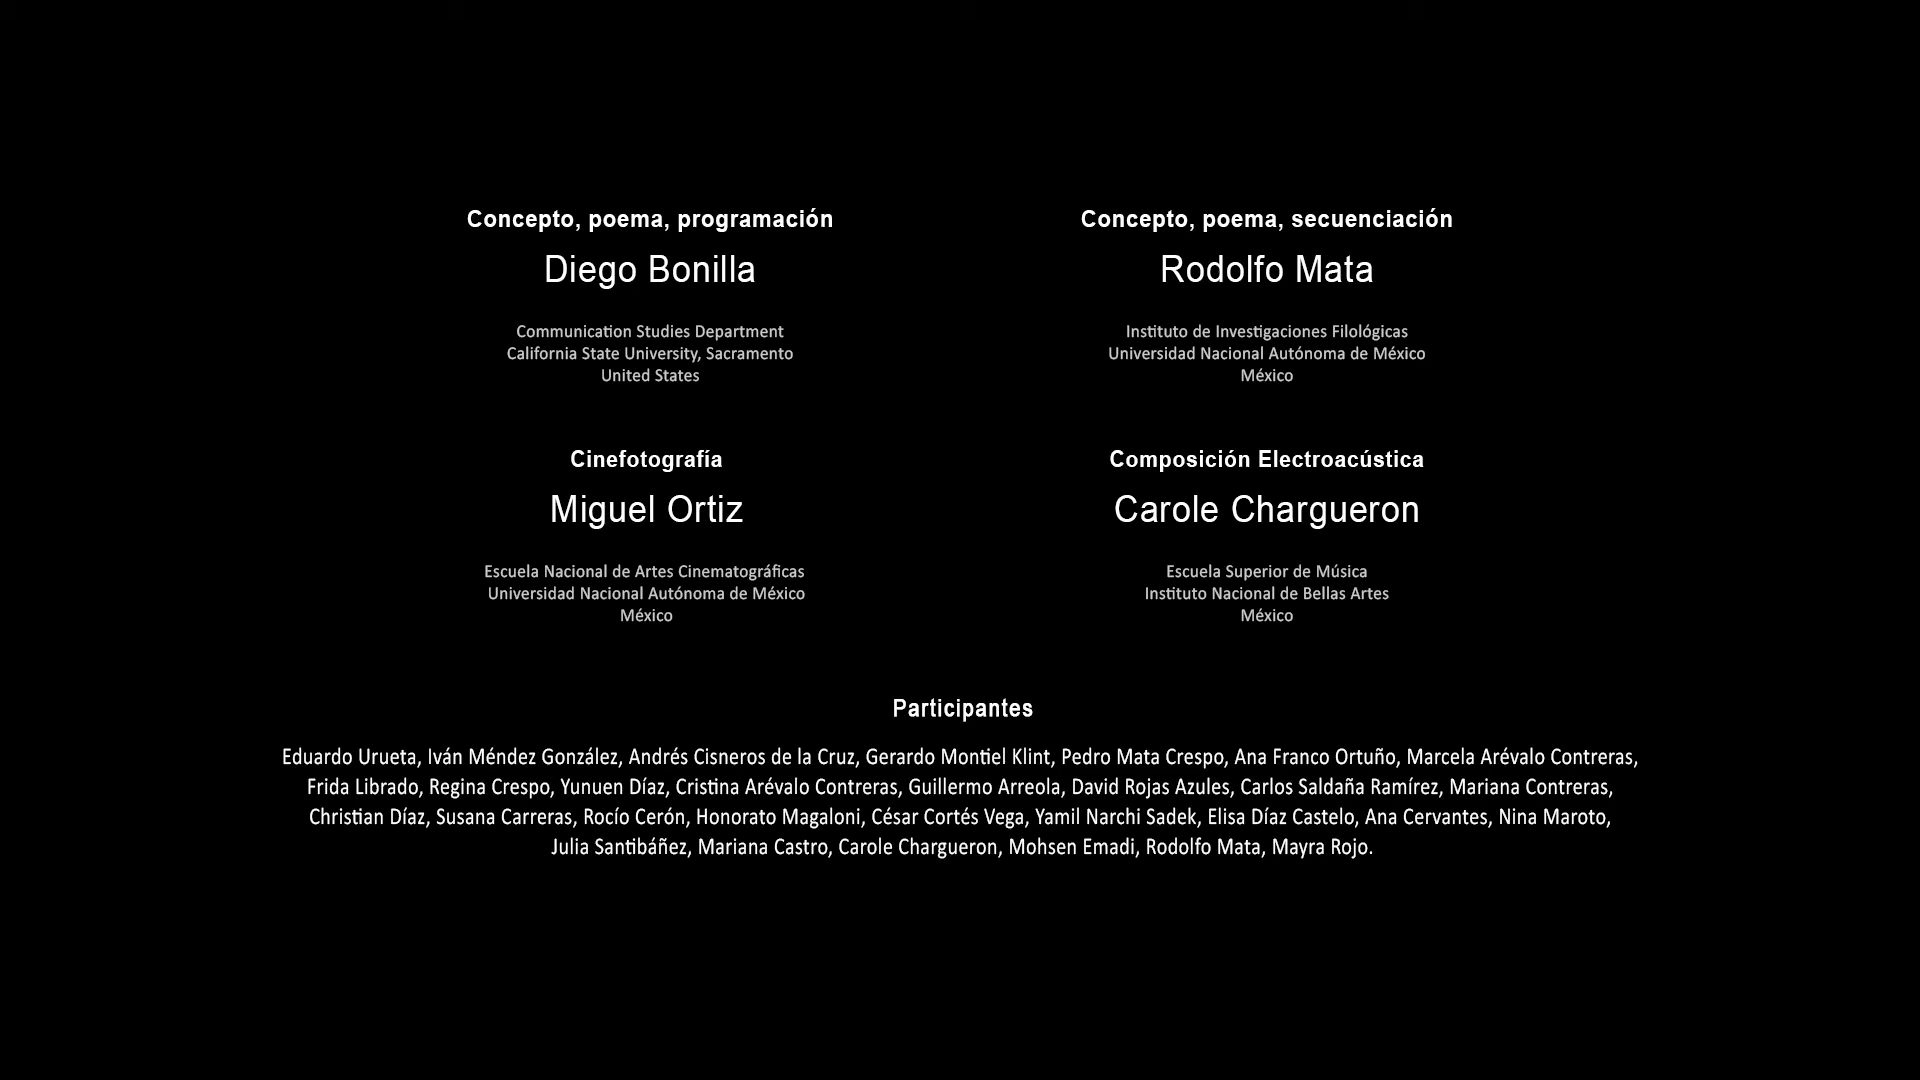 Concepto, poema, programación
Diego Bonilla
Communication Studies Department
California State University, Sacramento
United States
Concepto, poema, secuenciación
Rodolfo Mata
Instituto de Investigaciones Filológicas
Universidad Nacional Autónoma de México
México
Cinefotografía
Miguel Ortiz
Escuela Nacional de Artes Cinematográficas
Universidad Nacional Autónoma de México
México
Composición Electroacústica
Carole Chargueron
Escuela Superior de Música
Instituto Nacional de Bellas Artes
México
Participantes
Eduardo Urueta, Iván Méndez González, Andrés Cisneros de la Cruz, Gerardo Montiel Klint, Pedro Mata Crespo, Ana Franco Ortuño, Marcela Arévalo Contreras,
Frida Librado, Regina Crespo, Yunuen Díaz, Cristina Arévalo Contreras, Guillermo Arreola, David Rojas Azules, Carlos Saldaña Ramírez, Mariana Contreras,
Christian Díaz, Susana Carreras, Rocío Cerón, Honorato Magaloni, César Cortés Vega, Yamil Narchi Sadek, Elisa Díaz Castelo, Ana Cervantes, Nina Maroto,
Julia Santibáñez, Mariana Castro, Carole Chargueron, Mohsen Emadi, Rodolfo Mata, Mayra Rojo.